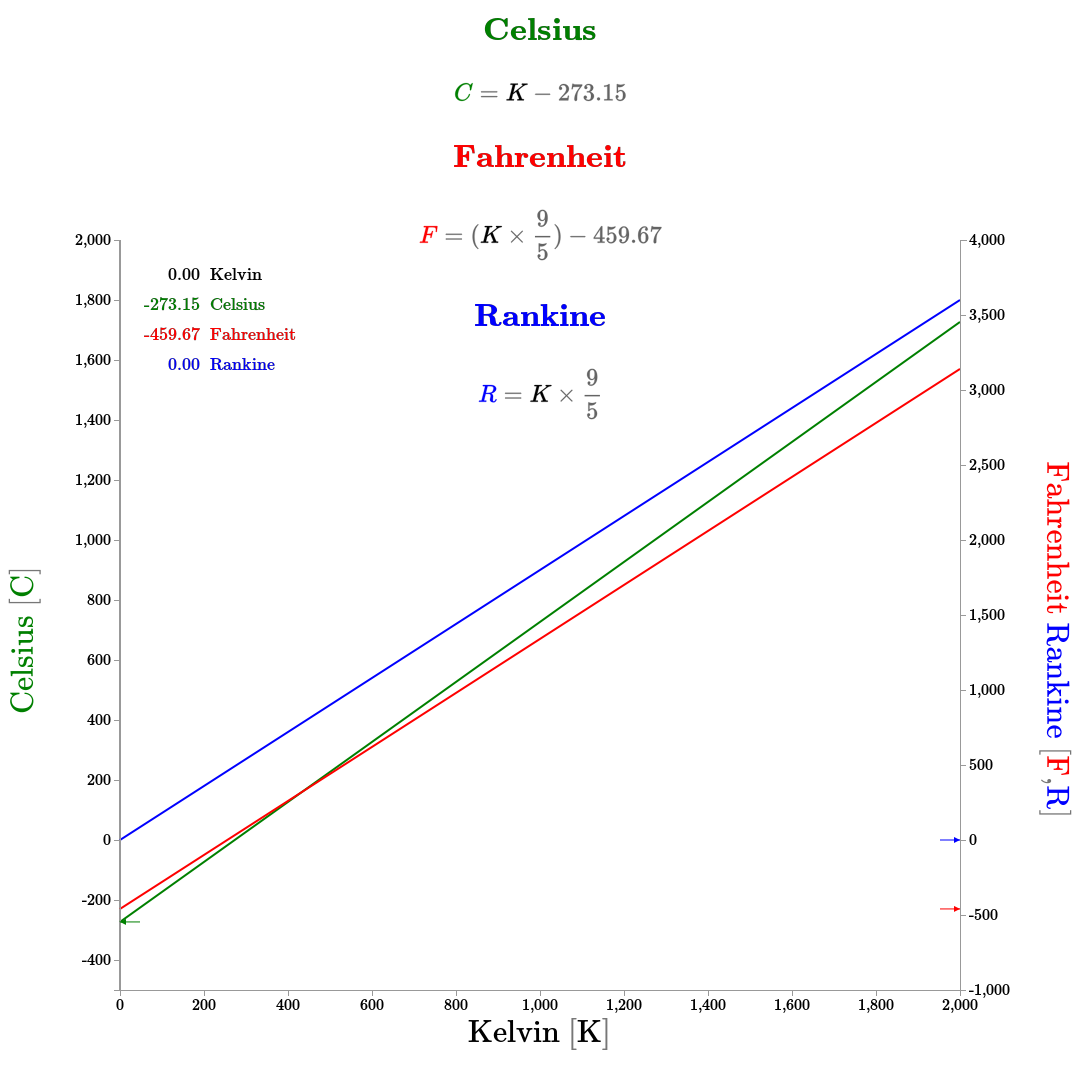 Celsius
C = K − 273.15
Fahrenheit
F = (K × 9/5) − 459.67
Rankine
R = K × 9/5
0.00 Kelvin
-273.15 Celsius
-459.67 Fahrenheit
0.00 Rankine
2,000
1,800
1,600
1,400
1,200
1,000
800
600
400
200
0
-200
-400
Celsius [C]
4,000
3,500
3,000
2,500
2,000
1,500
1,000
500
0
-500
-1,000
Fahrenheit Rankine [F,R]
0 200 400 600 800 1,000 1,200 1,400 1,600 1,800 2,000
Kelvin [K]